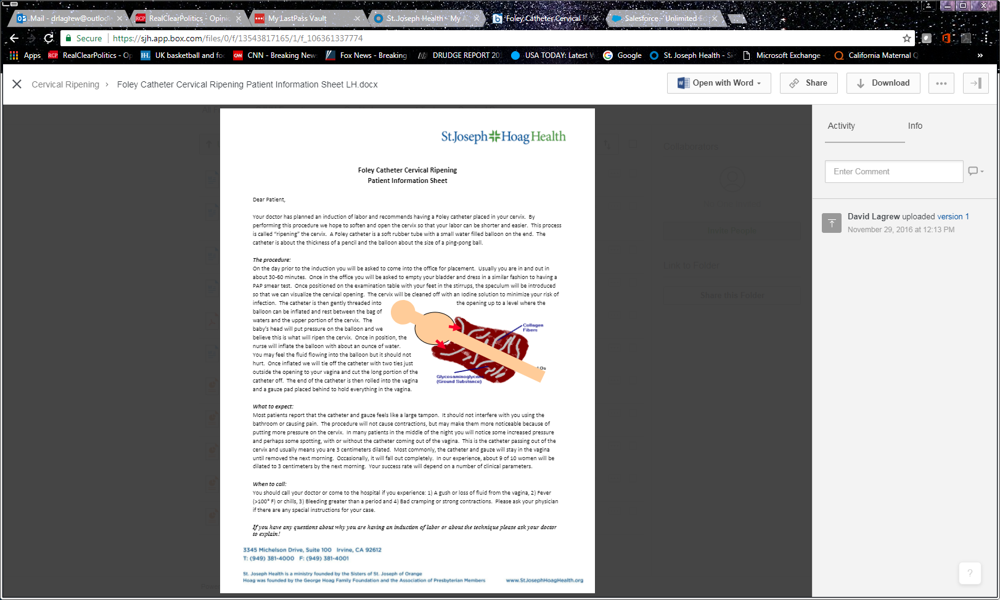 Mail - drlagrew@outloo
RealClearPolitics - Opinio
My LastPass Vault
St. Joseph Health - My A
Foley Catheter Cervical
Salesforce - Unlimited Ed
Secure
https://sjh.app.box.com/files/0/f/13543817165/1/f_106361337774
Apps
RealClearPolitics - Op
UK basketball and foo
CNN - Breaking New
Fox News - Breaking
DRUDGE REPORT 201
USA TODAY: Latest W
Google
St. Joseph Health - Si
Microsoft Exchange -
California Maternal Q
»
Cervical Ripening › Foley Catheter Cervical Ripening Patient Information Sheet LH.docx
Open with Word
Share
Download
St.Joseph Hoag Health
Foley Catheter Cervical Ripening
Patient Information Sheet
Dear Patient,
Your doctor has planned an induction of labor and recommends having a Foley catheter placed in your cervix. By
performing this procedure we hope to soften and open the cervix so that your labor can be shorter and easier. This process
is called “ripening” the cervix. A Foley catheter is a soft rubber tube with a small water filled balloon on the end. The
catheter is about the thickness of a pencil and the balloon about the size of a ping-pong ball.
The procedure:
On the day prior to the induction you will be asked to come into the office for placement. Usually you are in and out in
about 30-60 minutes. Once in the office you will be asked to empty your bladder and dress in a similar fashion to having a
PAP smear test. Once positioned on the examination table with your feet in the stirrups, the speculum will be introduced
so that we can visualize the cervical opening. The cervix will be cleaned off with an Iodine solution to minimize your risk of
infection. The catheter is then gently threaded into the opening up to a level where the
balloon can be inflated and rest between the bag of
waters and the upper portion of the cervix. The
baby's head will put pressure on the balloon and we
believe this is what will ripen the cervix. Once in position, the
nurse will inflate the balloon with about an ounce of water.
You may feel the fluid flowing into the balloon but it should not
hurt. Once inflated we will tie off the catheter with two ties just
outside the opening to your vagina and cut the long portion of the
catheter off. The end of the catheter is then rolled into the vagina
and a gauze pad placed behind to hold everything in the vagina.
Collagen
Fibers
Os
Glycosaminoglycon
(Ground Substance)
What to expect:
Most patients report that the catheter and gauze feels like a large tampon. It should not interfere with you using the
bathroom or causing pain. The procedure will not cause contractions, but may make them more noticeable because of
putting more pressure on the cervix. In many patients in the middle of the night you will notice some increased pressure
and perhaps some spotting, with or without the catheter coming out of the vagina. This is the catheter passing out of the
cervix and usually means you are 3 centimeters dilated. Most commonly, the catheter and gauze will stay in the vagina
until removed the next morning. Occasionally, it will fall out completely. In our experience, about 9 of 10 women will be
dilated to 3 centimeters by the next morning. Your success rate will depend on a number of clinical parameters.
When to call:
You should call your doctor or come to the hospital if you experience: 1) A gush or loss of fluid from the vagina, 2) Fever
(>100° F) or chills, 3) Bleeding greater than a period and 4) Bad cramping or strong contractions. Please ask your physician
if there are any special instructions for your case.
If you have any questions about why you are having an induction of labor or about the technique please ask your doctor
to explain!
3345 Michelson Drive, Suite 100 Irvine, CA 92612
T: (949) 381-4000 F: (949) 381-4001
St. Joseph Health is a ministry founded by the Sisters of St. Joseph of Orange
Hoag was founded by the George Hoag Family Foundation and the Association of Presbyterian Members
www.StJosephHoagHealth.org
Collaborators
Invite People
Link to Folder
Share this Folder
Activity
Info
Enter Comment
David Lagrew uploaded version 1
November 29, 2016 at 12:13 PM
?